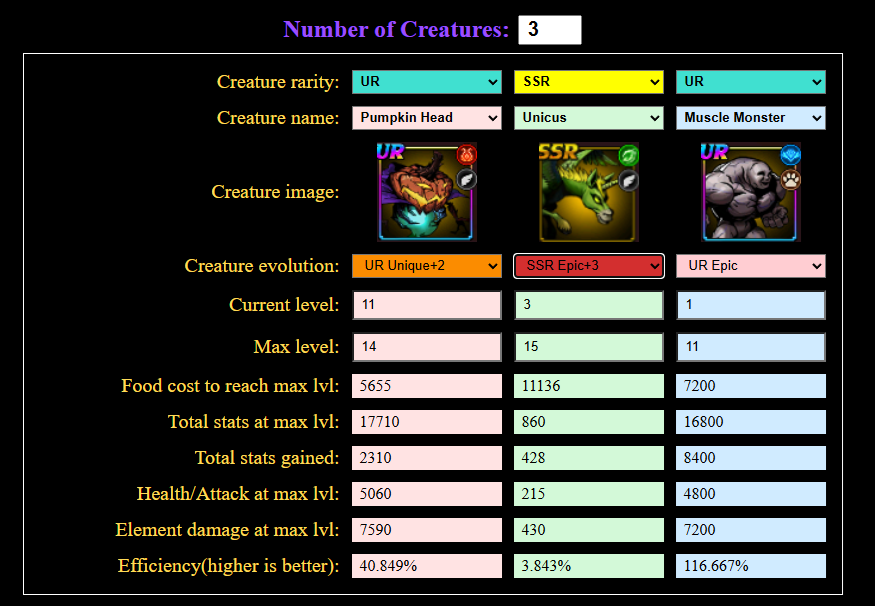 Number of Creatures: 3
Creature rarity: UR SSR UR
Creature name: Pumpkin Head Unicus Muscle Monster
UR SSR UR
Creature image:
Creature evolution: UR Unique+2 SSR Epic+3 UR Epic
Current level: 11 3 1
Max level: 14 15 11
Food cost to reach max lvl: 5655 11136 7200
Total stats at max lvl: 17710 860 16800
Total stats gained: 2310 428 8400
Health/Attack at max lvl: 5060 215 4800
Element damage at max lvl: 7590 430 7200
Efficiency(higher is better): 40.849% 3.843% 116.667%